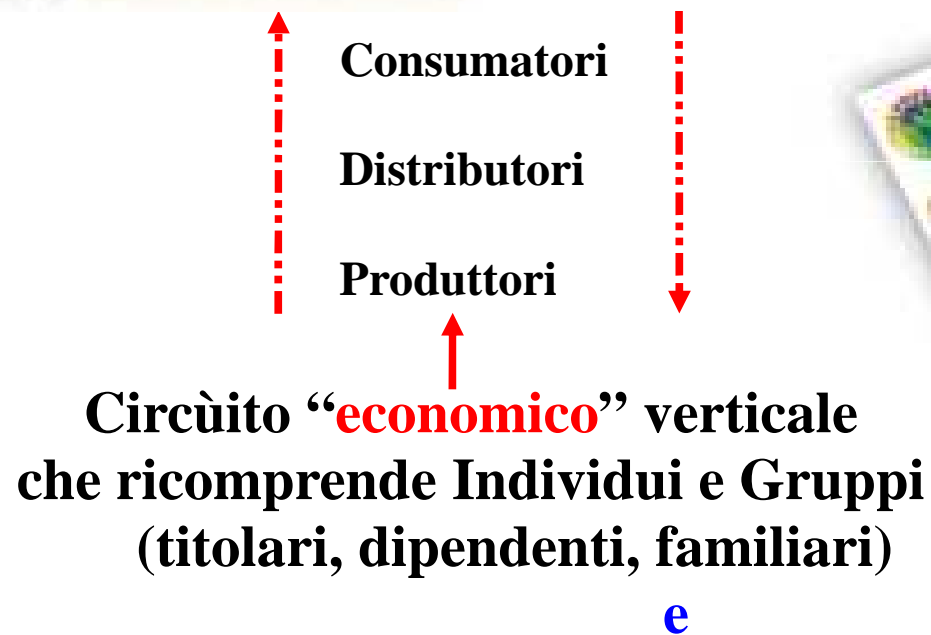 Consumatori
Distributori
Produttori
Circùito “economico” verticale
che ricomprende Individui e Gruppi
(titolari, dipendenti, familiari)
e